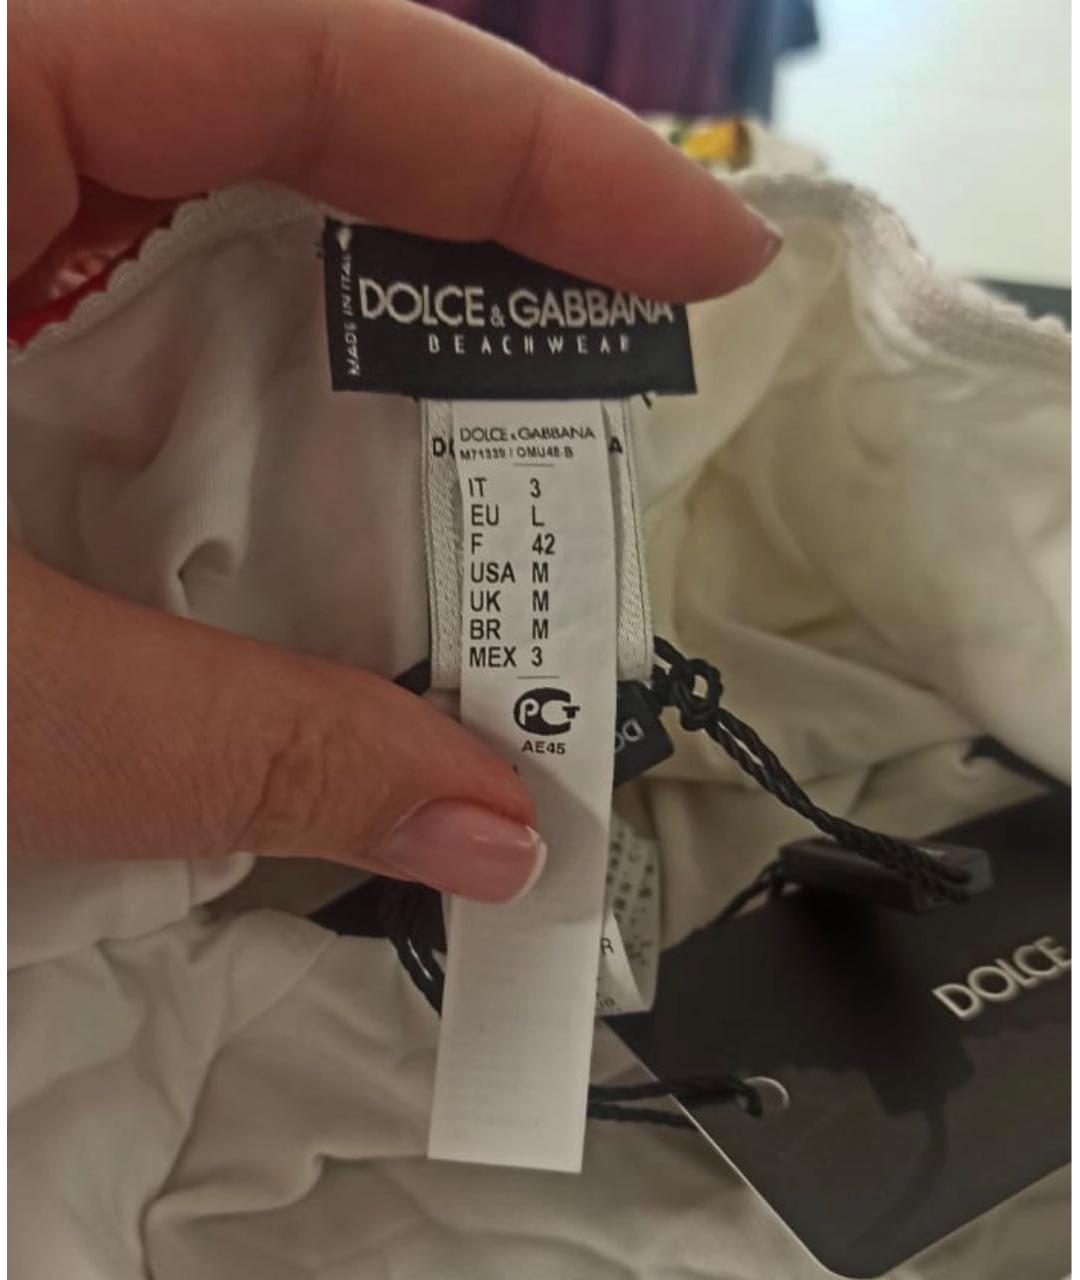 MADE IN ITALY
DOLCE & GABBANA
BEACHWEAR
DOLCE & GABBANA
M71339 / OMU48-B
IT 3
EU L
F 42
USA M
UK M
BR M
MEX 3
PCT
AE45
DO
R
DOLCE